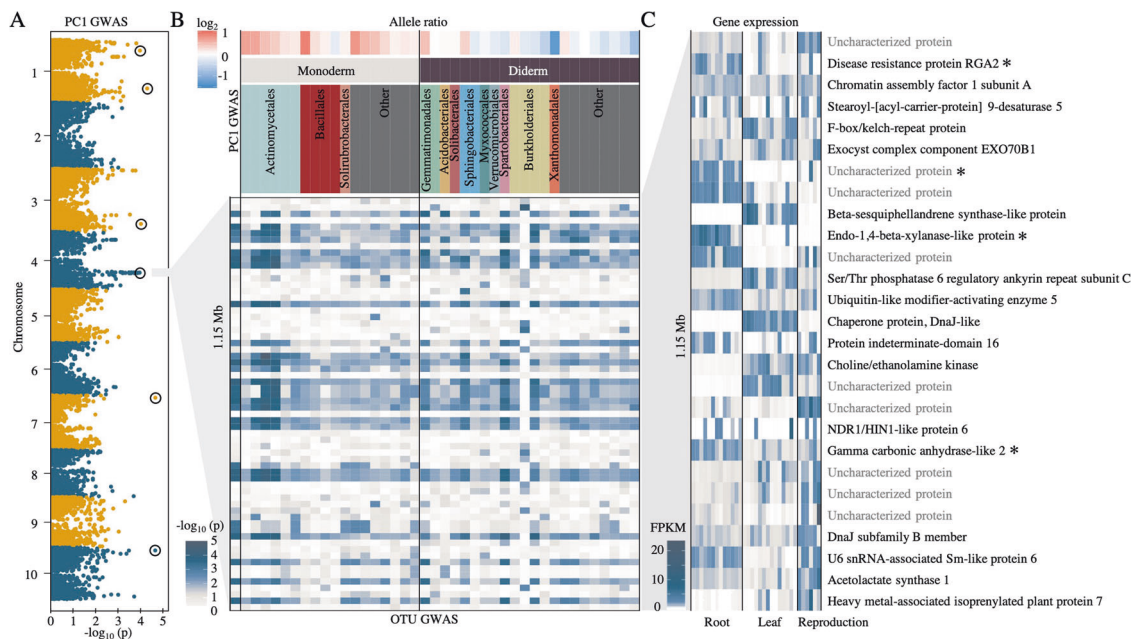 A
PC1 GWAS
B
log2
Allele ratio
C
Gene expression
1
0
-1
PC1 GWAS
Monoderm
Diderm
Actinomycetales
Bacillales
Solirubrobacterales
Other
Gemmatimonadales
Acidobacteriales
Solibacterales
Sphingobacteriales
Myxococcales
Verrucomicrobiales
Spartobacteriales
Burkholderiales
Xanthomonadales
Other
Chromosome
1
2
3
4
5
6
7
8
9
10
0
1
2
3
4
5
6
-log10 (p)
1.15 Mb
-log10 (p)
5
4
3
2
1
0
OTU GWAS
1.15 Mb
FPKM
20
10
0
Uncharacterized protein
Disease resistance protein RGA2 *
Chromatin assembly factor 1 subunit A
Stearoyl-[acyl-carrier-protein] 9-desaturase 5
F-box/kelch-repeat protein
Exocyst complex component EXO70B1
Uncharacterized protein *
Uncharacterized protein
Beta-sesquiphellandrene synthase-like protein
Endo-1,4-beta-xylanase-like protein *
Uncharacterized protein
Ser/Thr phosphatase 6 regulatory ankyrin repeat subunit C
Ubiquitin-like modifier-activating enzyme 5
Chaperone protein, DnaJ-like
Protein indeterminate-domain 16
Choline/ethanolamine kinase
Uncharacterized protein
Uncharacterized protein
NDR1/HIN1-like protein 6
Gamma carbonic anhydrase-like 2 *
Uncharacterized protein
Uncharacterized protein
Uncharacterized protein
DnaJ subfamily B member
U6 snRNA-associated Sm-like protein 6
Acetolactate synthase 1
Heavy metal-associated isoprenylated plant protein 7
Root
Leaf
Reproduction